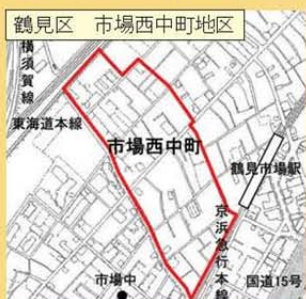 鶴見区　市場西中町地区
横須賀線
東海道本線
市場西中町
鶴見市場駅
京浜急行本線
市場中
国道15号